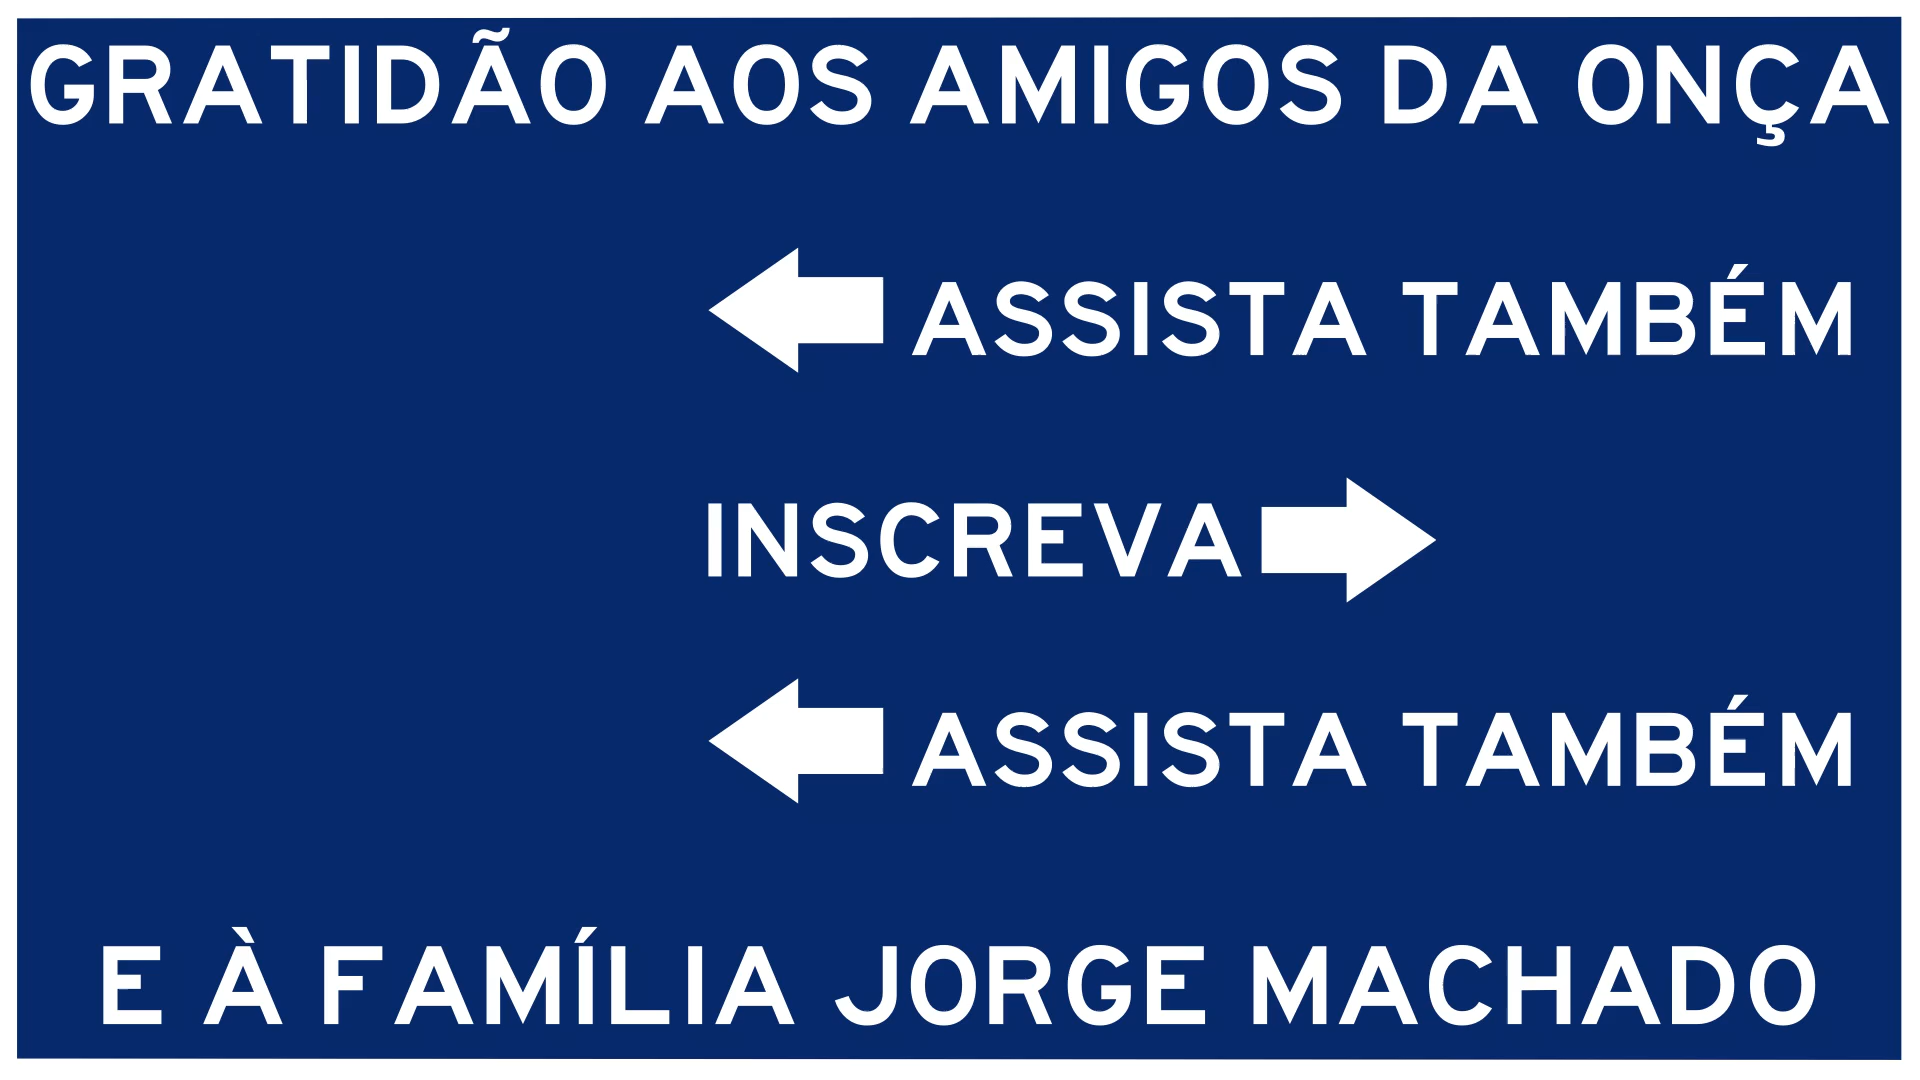 GRATIDÃO AOS AMIGOS DA ONÇA
ASSISTA TAMBÉM
INSCREVA
ASSISTA TAMBÉM
E À FAMÍLIA JORGE MACHADO